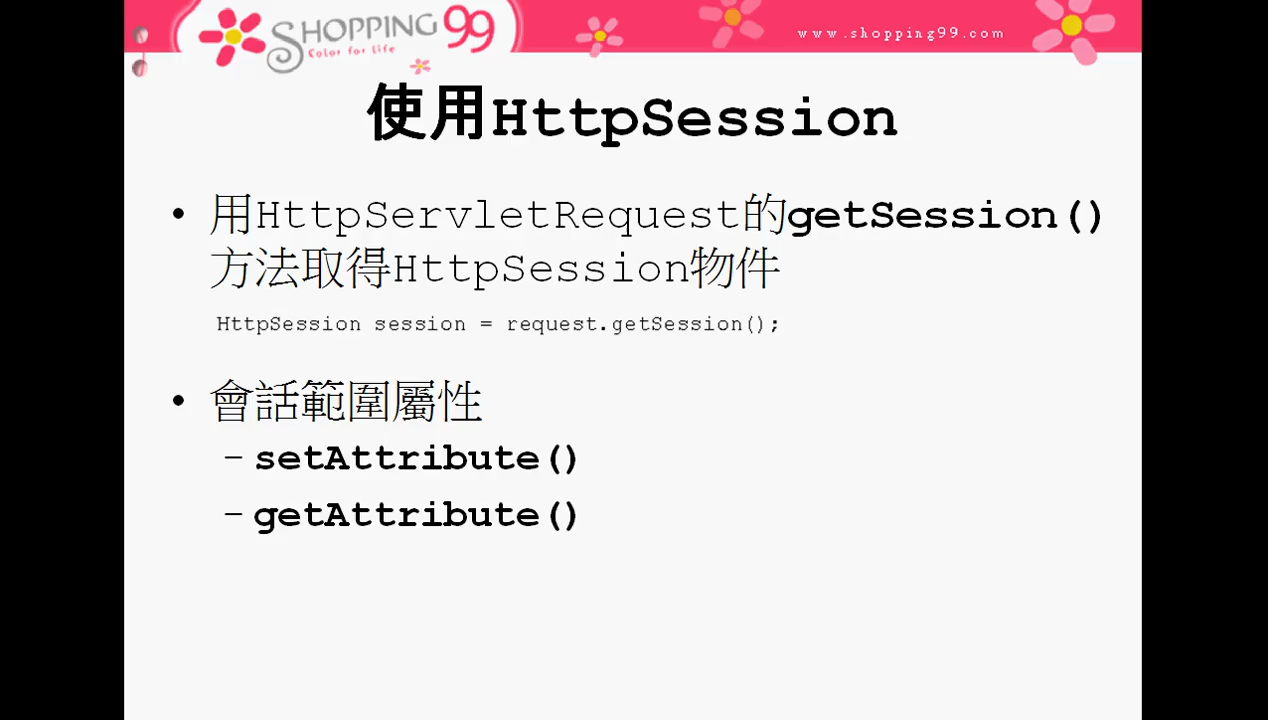 SHOPPING 99
Color for Life
www.shopping99.com
使用HttpSession
• 用HttpServletRequest的getSession()
方法取得HttpSession物件
HttpSession session = request.getSession();
• 會話範圍屬性
– setAttribute()
– getAttribute()